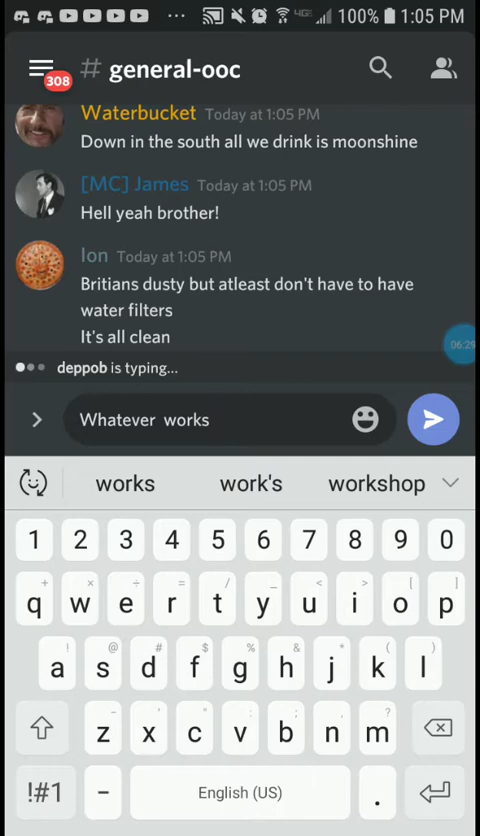 4GE 100% 1:05 PM
308
# general-ooc
Waterbucket Today at 1:05 PM
Down in the south all we drink is moonshine
[MC] James Today at 1:05 PM
Hell yeah brother!
Ion Today at 1:05 PM
Britians dusty but atleast don't have to have
water filters
It's all clean
06:29
deppob is typing...
Whatever works
works work's workshop
1 2 3 4 5 6 7 8 9 0
+ × ÷ = / _ < > [ ]
q w e r t y u i o p
! @ # $ % ^ & * ( )
a s d f g h j k l
- ' " : ; , ?
z x c v b n m
!#1 - English (US) .